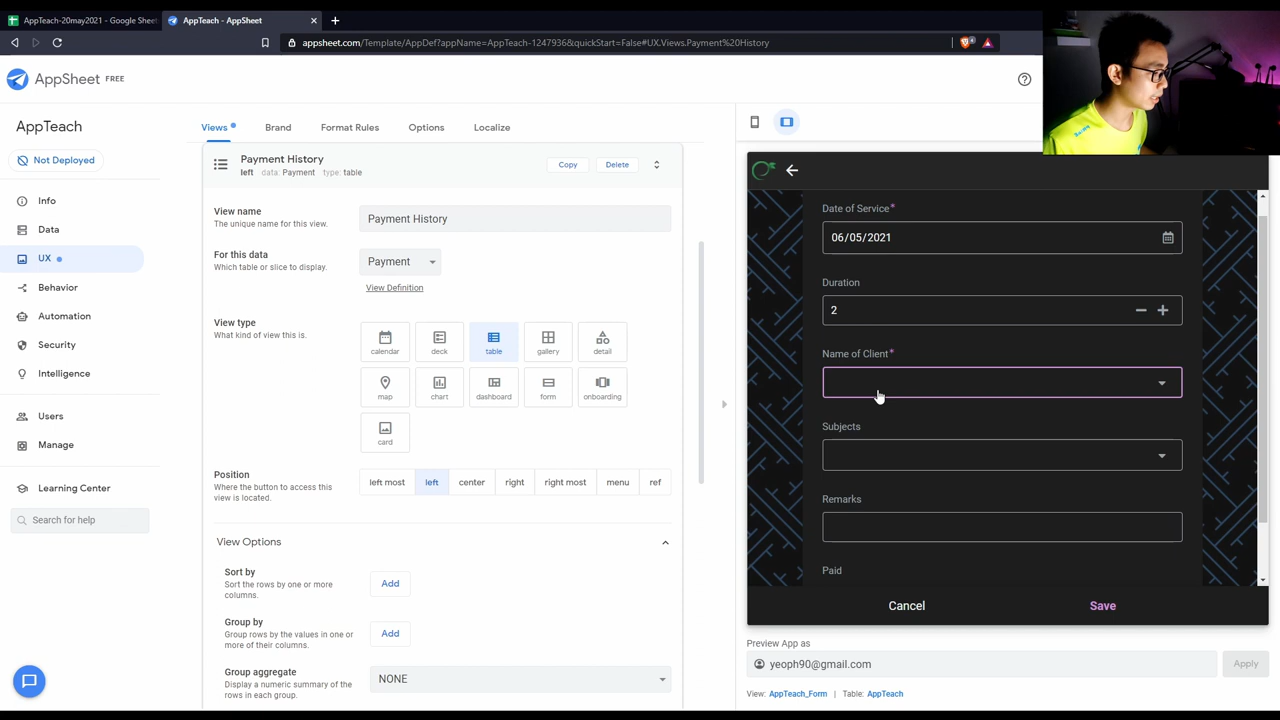 AppTeach-20may2021 - Google Sheet
AppTeach - AppSheet
appsheet.com/Template/AppDef?appName=AppTeach-1247936&quickStart=False#UX.Views.Payment%20History
AppSheet FREE
AppTeach
Not Deployed
Info
Data
UX
Behavior
Automation
Security
Intelligence
Users
Manage
Learning Center
Search for help
Views
Brand
Format Rules
Options
Localize
Payment History
left data: Payment type: table
Copy
Delete
View name
The unique name for this view.
Payment History
For this data
Which table or slice to display.
Payment
View Definition
View type
What kind of view this is.
calendar
deck
table
gallery
detail
map
chart
dashboard
form
onboarding
card
Position
Where the button to access this
view is located.
left most
left
center
right
right most
menu
ref
View Options
Sort by
Sort the rows by one or more
columns.
Add
Group by
Group rows by the values in one or
more of their columns.
Add
Group aggregate
Display a numeric summary of the
rows in each group.
NONE
Date of Service*
06/05/2021
Duration
2
Name of Client*
Subjects
Remarks
Paid
Cancel
Save
Preview App as
yeoph90@gmail.com
Apply
View: AppTeach_Form | Table: AppTeach